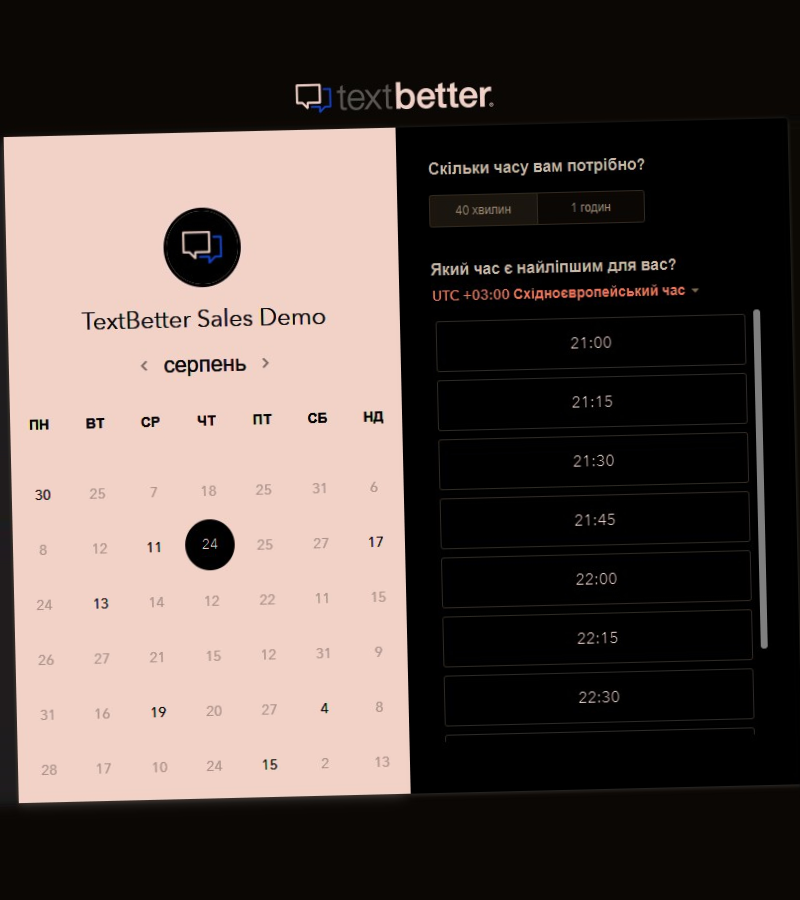 textbetter®
TextBetter Sales Demo
серпень
ПН ВТ СР ЧТ ПТ СБ НД
30 25 7 18 25 31 6
8 12 11 24 25 27 17
24 13 14 12 22 11 15
26 27 21 15 12 31 9
31 16 19 20 27 4 8
28 17 10 24 15 2 13
Скільки часу вам потрібно?
40 хвилин 1 годин
Який час є найліпшим для вас?
UTC +03:00 Східноєвропейський час
21:00
21:15
21:30
21:45
22:00
22:15
22:30